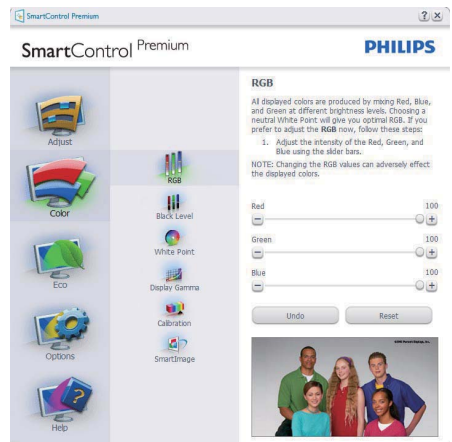 SmartControl Premium
? X
SmartControl Premium
PHILIPS
Adjust
Color
Eco
Options
Help
RGB
Black Level
White Point
Display Gamma
Calibration
SmartImage
RGB
All displayed colors are produced by mixing Red, Blue,
and Green at different brightness levels. Choosing a
neutral White Point will give you optimal RGB. If you
prefer to adjust the RGB now, follow these steps:
1. Adjust the intensity of the Red, Green, and
Blue using the slider bars.
NOTE: Changing the RGB values can adversely effect
the displayed colors.
Red 100
Green 100
Blue 100
Undo Reset